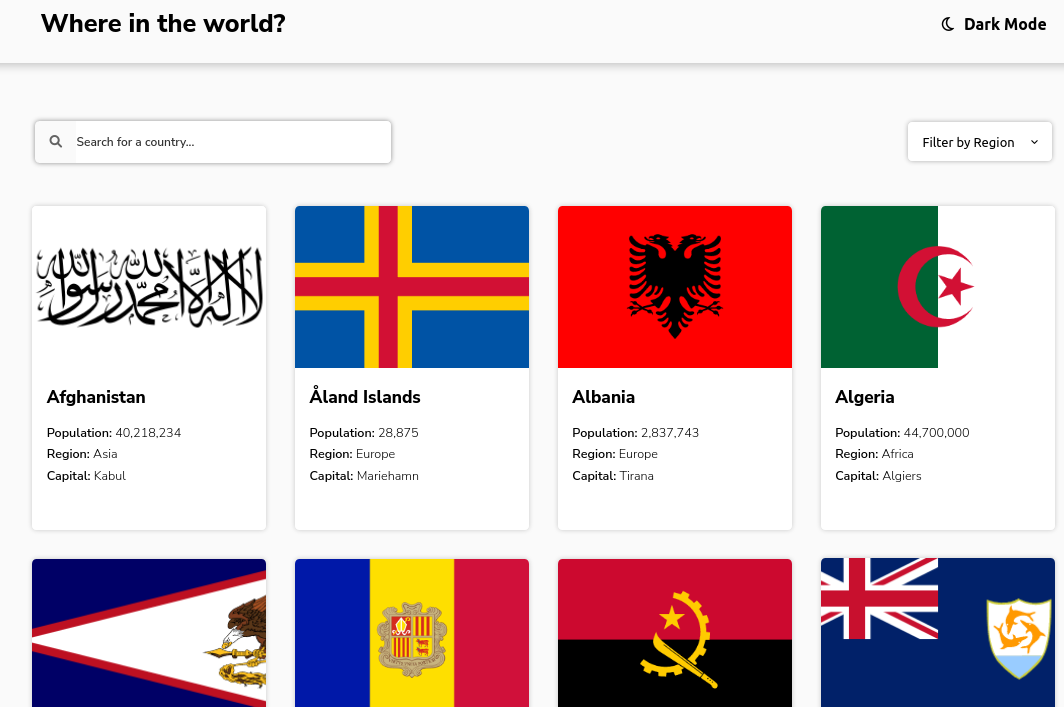 Where in the world?
Dark Mode
Search for a country...
Filter by Region
لا إله إلا الله محمد رسول الله
Afghanistan
Population: 40,218,234
Region: Asia
Capital: Kabul
Åland Islands
Population: 28,875
Region: Europe
Capital: Mariehamn
Albania
Population: 2,837,743
Region: Europe
Capital: Tirana
Algeria
Population: 44,700,000
Region: Africa
Capital: Algiers